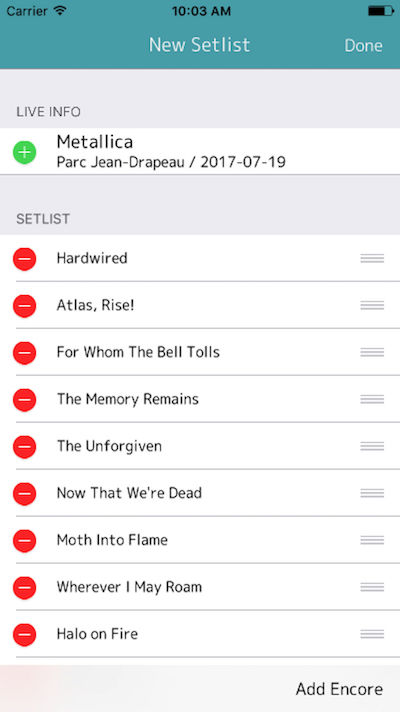 Carrier 10:03 AM
New Setlist Done
LIVE INFO
Metallica
Parc Jean-Drapeau / 2017-07-19
SETLIST
Hardwired
Atlas, Rise!
For Whom The Bell Tolls
The Memory Remains
The Unforgiven
Now That We're Dead
Moth Into Flame
Wherever I May Roam
Halo on Fire
Add Encore